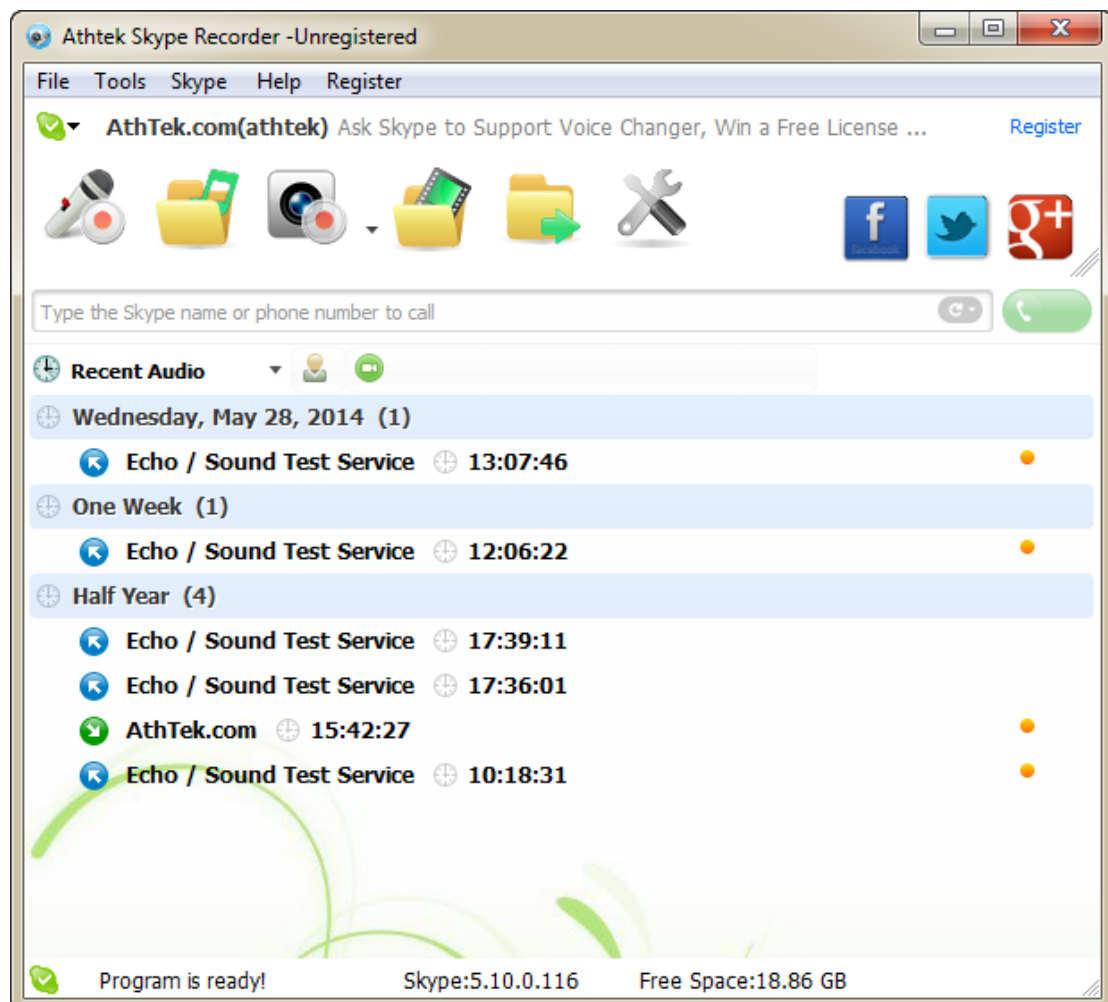 Athtek Skype Recorder -Unregistered
File Tools Skype Help Register
AthTek.com(athtek) Ask Skype to Support Voice Changer, Win a Free License ... Register
f g+
facebook
Type the Skype name or phone number to call
Recent Audio
Wednesday, May 28, 2014 (1)
Echo / Sound Test Service 13:07:46
One Week (1)
Echo / Sound Test Service 12:06:22
Half Year (4)
Echo / Sound Test Service 17:39:11
Echo / Sound Test Service 17:36:01
AthTek.com 15:42:27
Echo / Sound Test Service 10:18:31
Program is ready! Skype:5.10.0.116 Free Space:18.86 GB